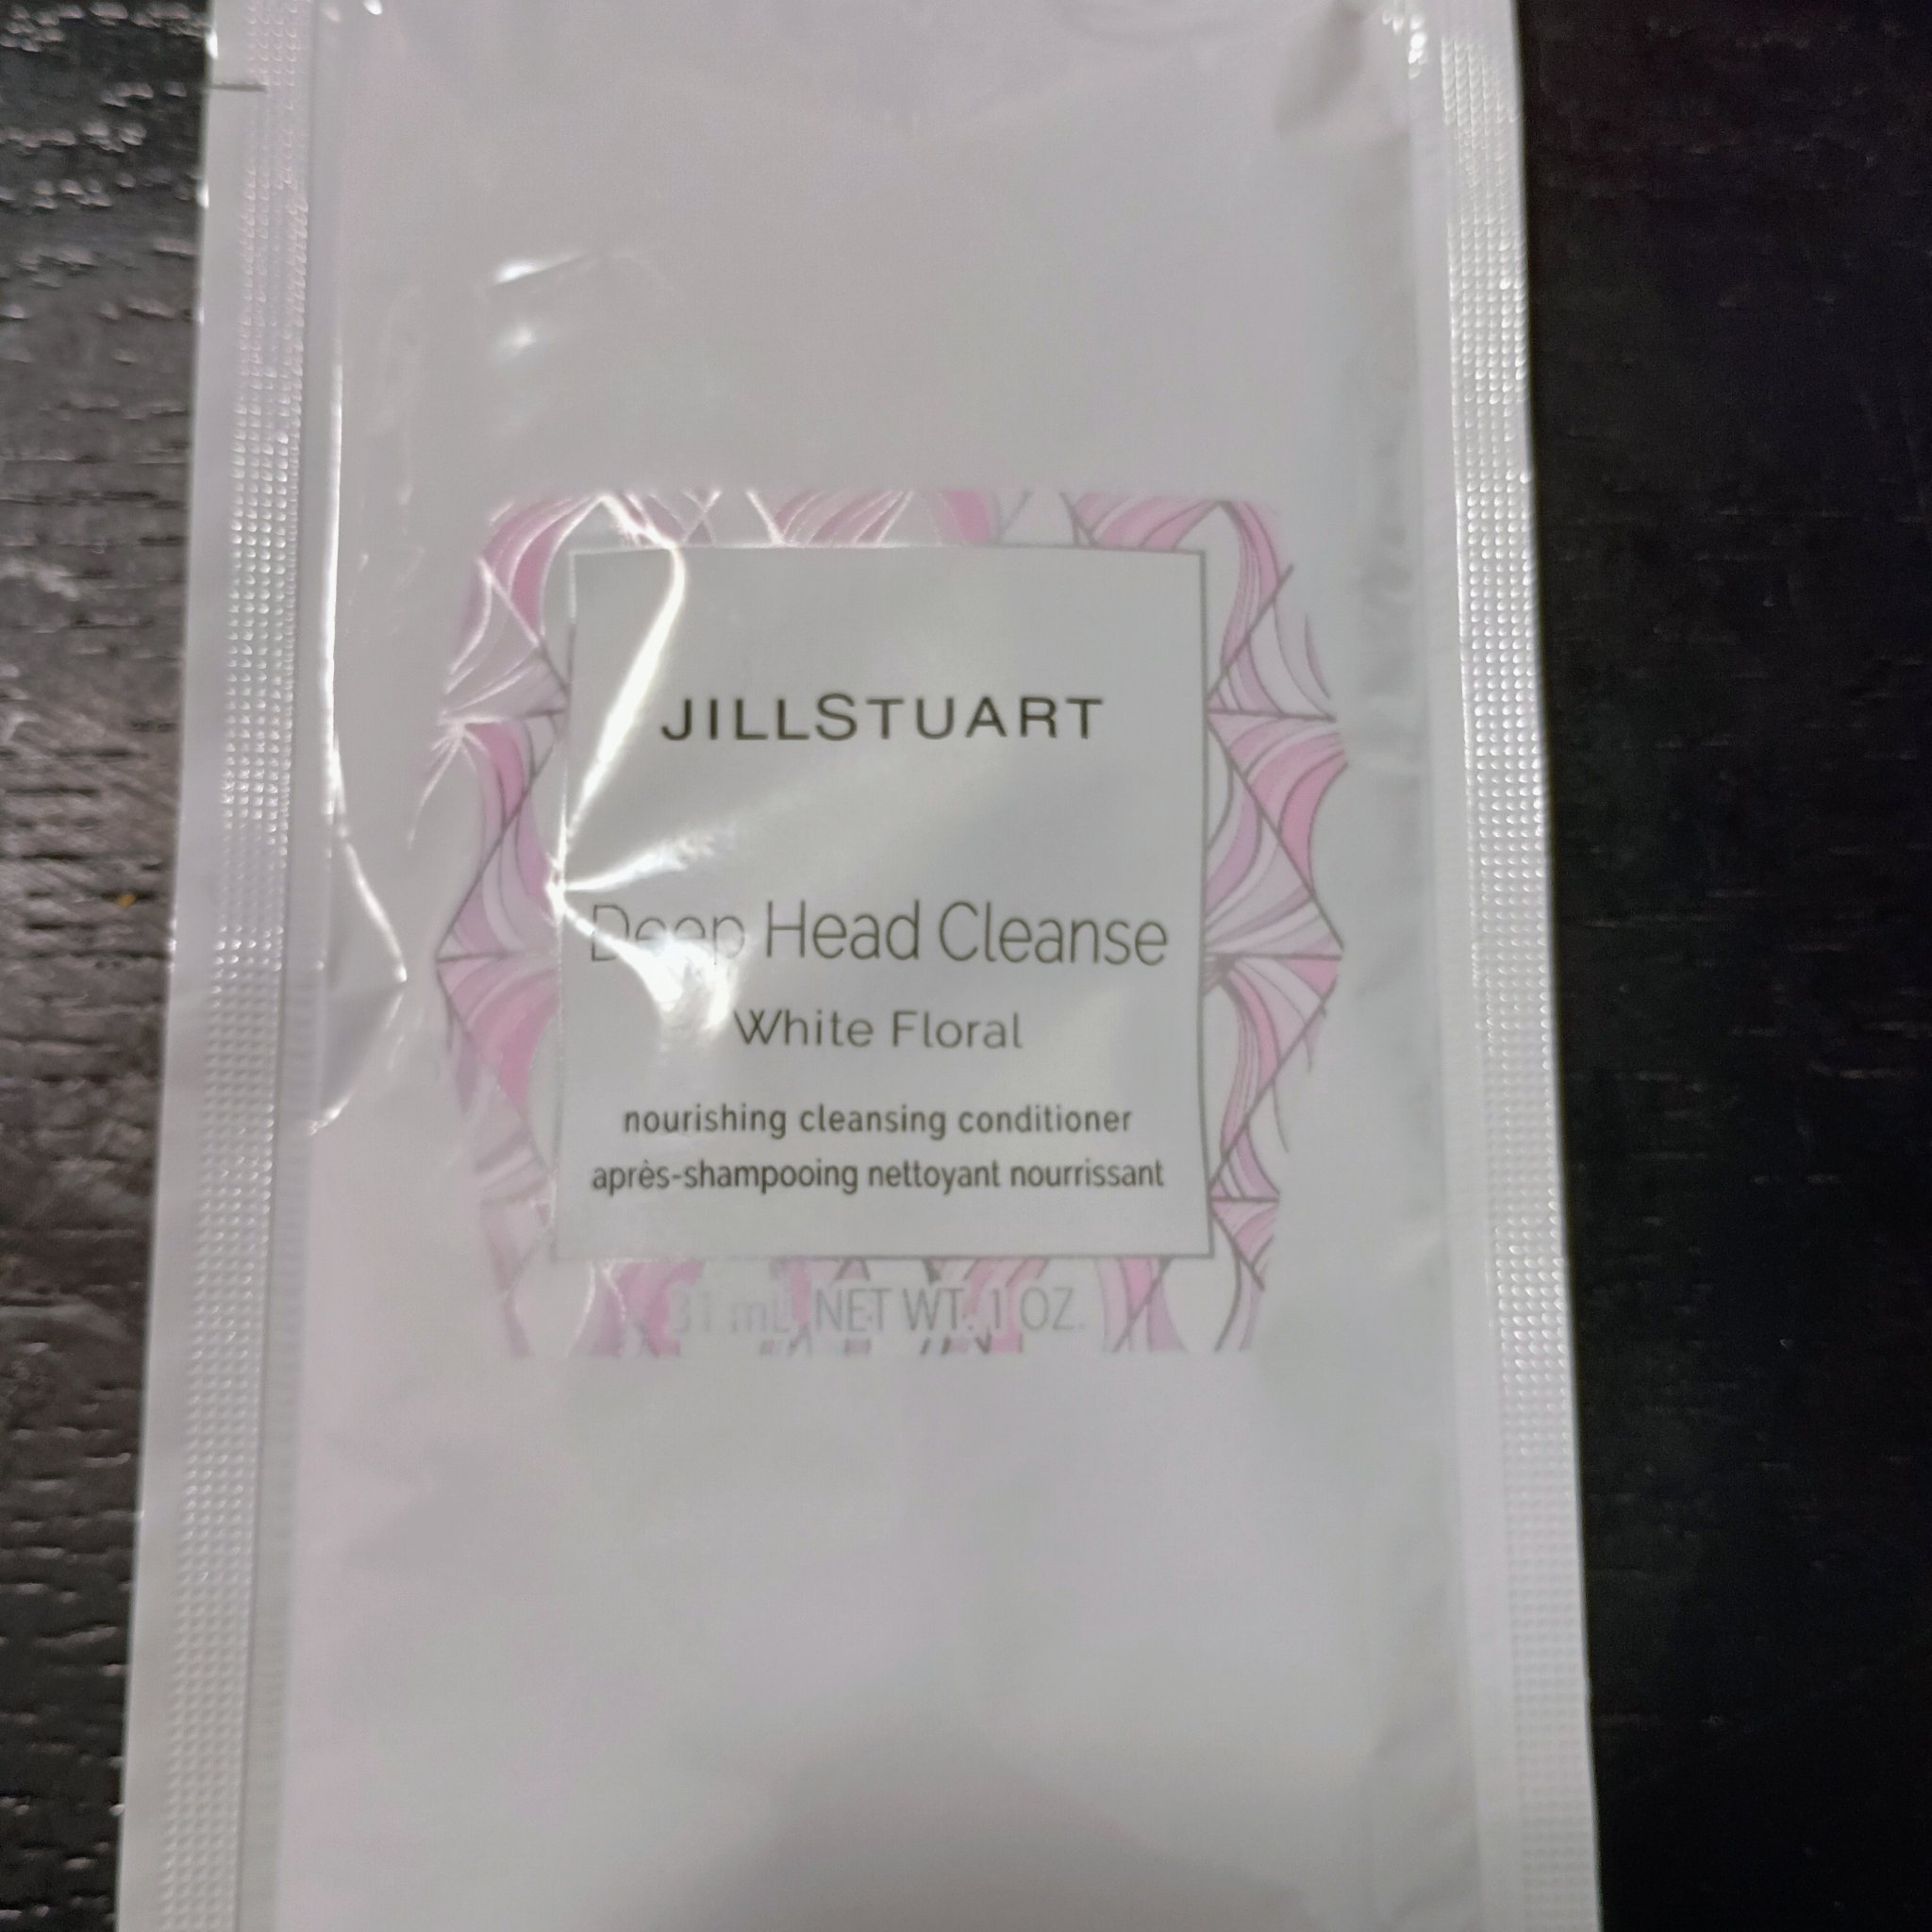 JILLSTUART
Deep Head Cleanse
White Floral
nourishing cleansing conditioner
après-shampooing nettoyant nourrissant
31 mL NET WT. 1 OZ.